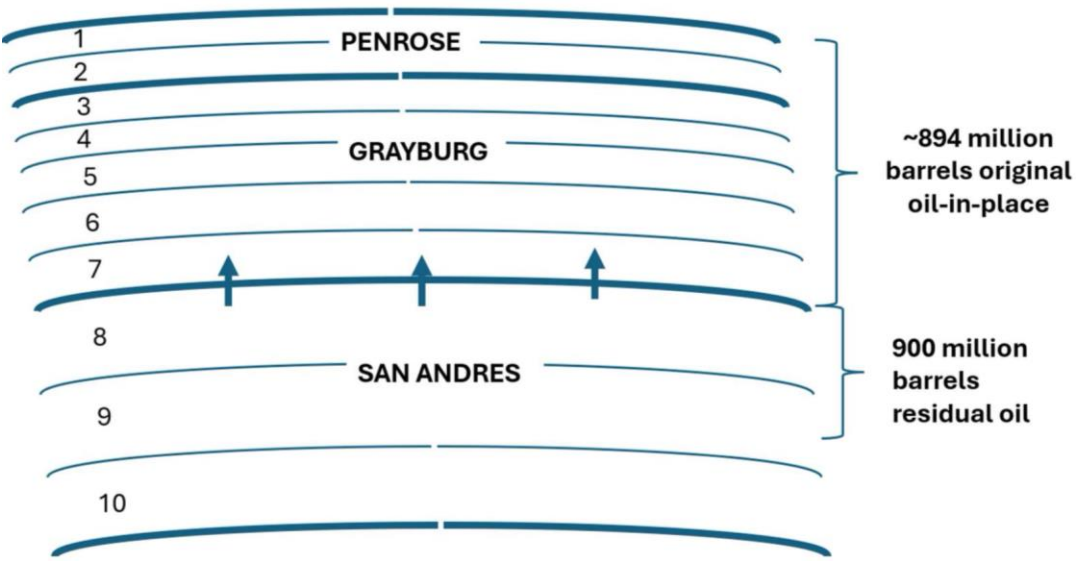 1
PENROSE
2
3
4
GRAYBURG
5
6
7
~894 million
barrels original
oil-in-place
8
SAN ANDRES
9
10
900 million
barrels
residual oil